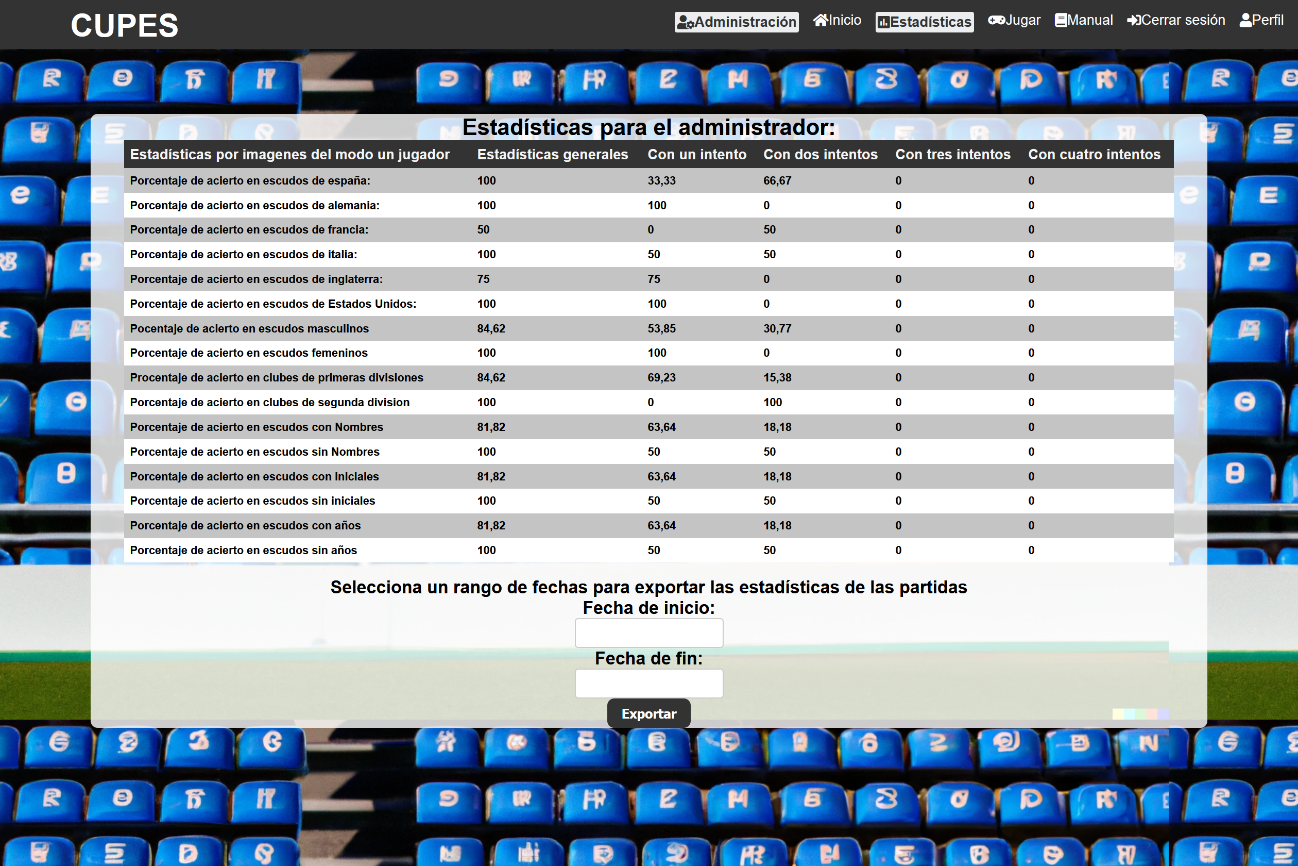 CUPES
Administración Inicio Estadísticas Jugar Manual Cerrar sesión Perfil
Estadísticas para el administrador:
Estadísticas por imagenes del modo un jugador Estadísticas generales Con un intento Con dos intentos Con tres intentos Con cuatro intentos
Porcentaje de acierto en escudos de españa: 100 33,33 66,67 0 0
Porcentaje de acierto en escudos de alemania: 100 100 0 0 0
Porcentaje de acierto en escudos de francia: 50 0 50 0 0
Porcentaje de acierto en escudos de italia: 100 50 50 0 0
Porcentaje de acierto en escudos de inglaterra: 75 75 0 0 0
Porcentaje de acierto en escudos de Estados Unidos: 100 100 0 0 0
Pocentaje de acierto en escudos masculinos 84,62 53,85 30,77 0 0
Porcentaje de acierto en escudos femeninos 100 100 0 0 0
Procentaje de acierto en clubes de primeras divisiones 84,62 69,23 15,38 0 0
Porcentaje de acierto en clubes de segunda division 100 0 100 0 0
Porcentaje de acierto en escudos con Nombres 81,82 63,64 18,18 0 0
Porcentaje de acierto en escudos sin Nombres 100 50 50 0 0
Porcentaje de acierto en escudos con Iniciales 81,82 63,64 18,18 0 0
Porcentaje de acierto en escudos sin iniciales 100 50 50 0 0
Porcentaje de acierto en escudos con años 81,82 63,64 18,18 0 0
Porcentaje de acierto en escudos sin años 100 50 50 0 0
Selecciona un rango de fechas para exportar las estadísticas de las partidas
Fecha de inicio:
Fecha de fin:
Exportar